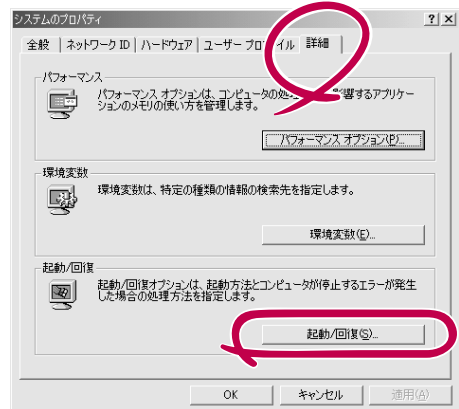 システムのプロパティ
全般 ネットワーク ID ハードウェア ユーザー プロ イル 詳細
パフォーマンス
パフォーマンス オプションは、コンピュータの処 影響するアプリケー
ションのメモリの使い方を管理します。
パフォーマンス オプション(P)...
環境変数
環境変数は、特定の種類の情報の検索先を指定します。
環境変数(E)...
起動/回復
起動/回復オプションは、起動方法とコンピュータが停止するエラーが発生
した場合の処理方法を指定します。
起動/回復(S)...
OK キャンセル 適用(A)